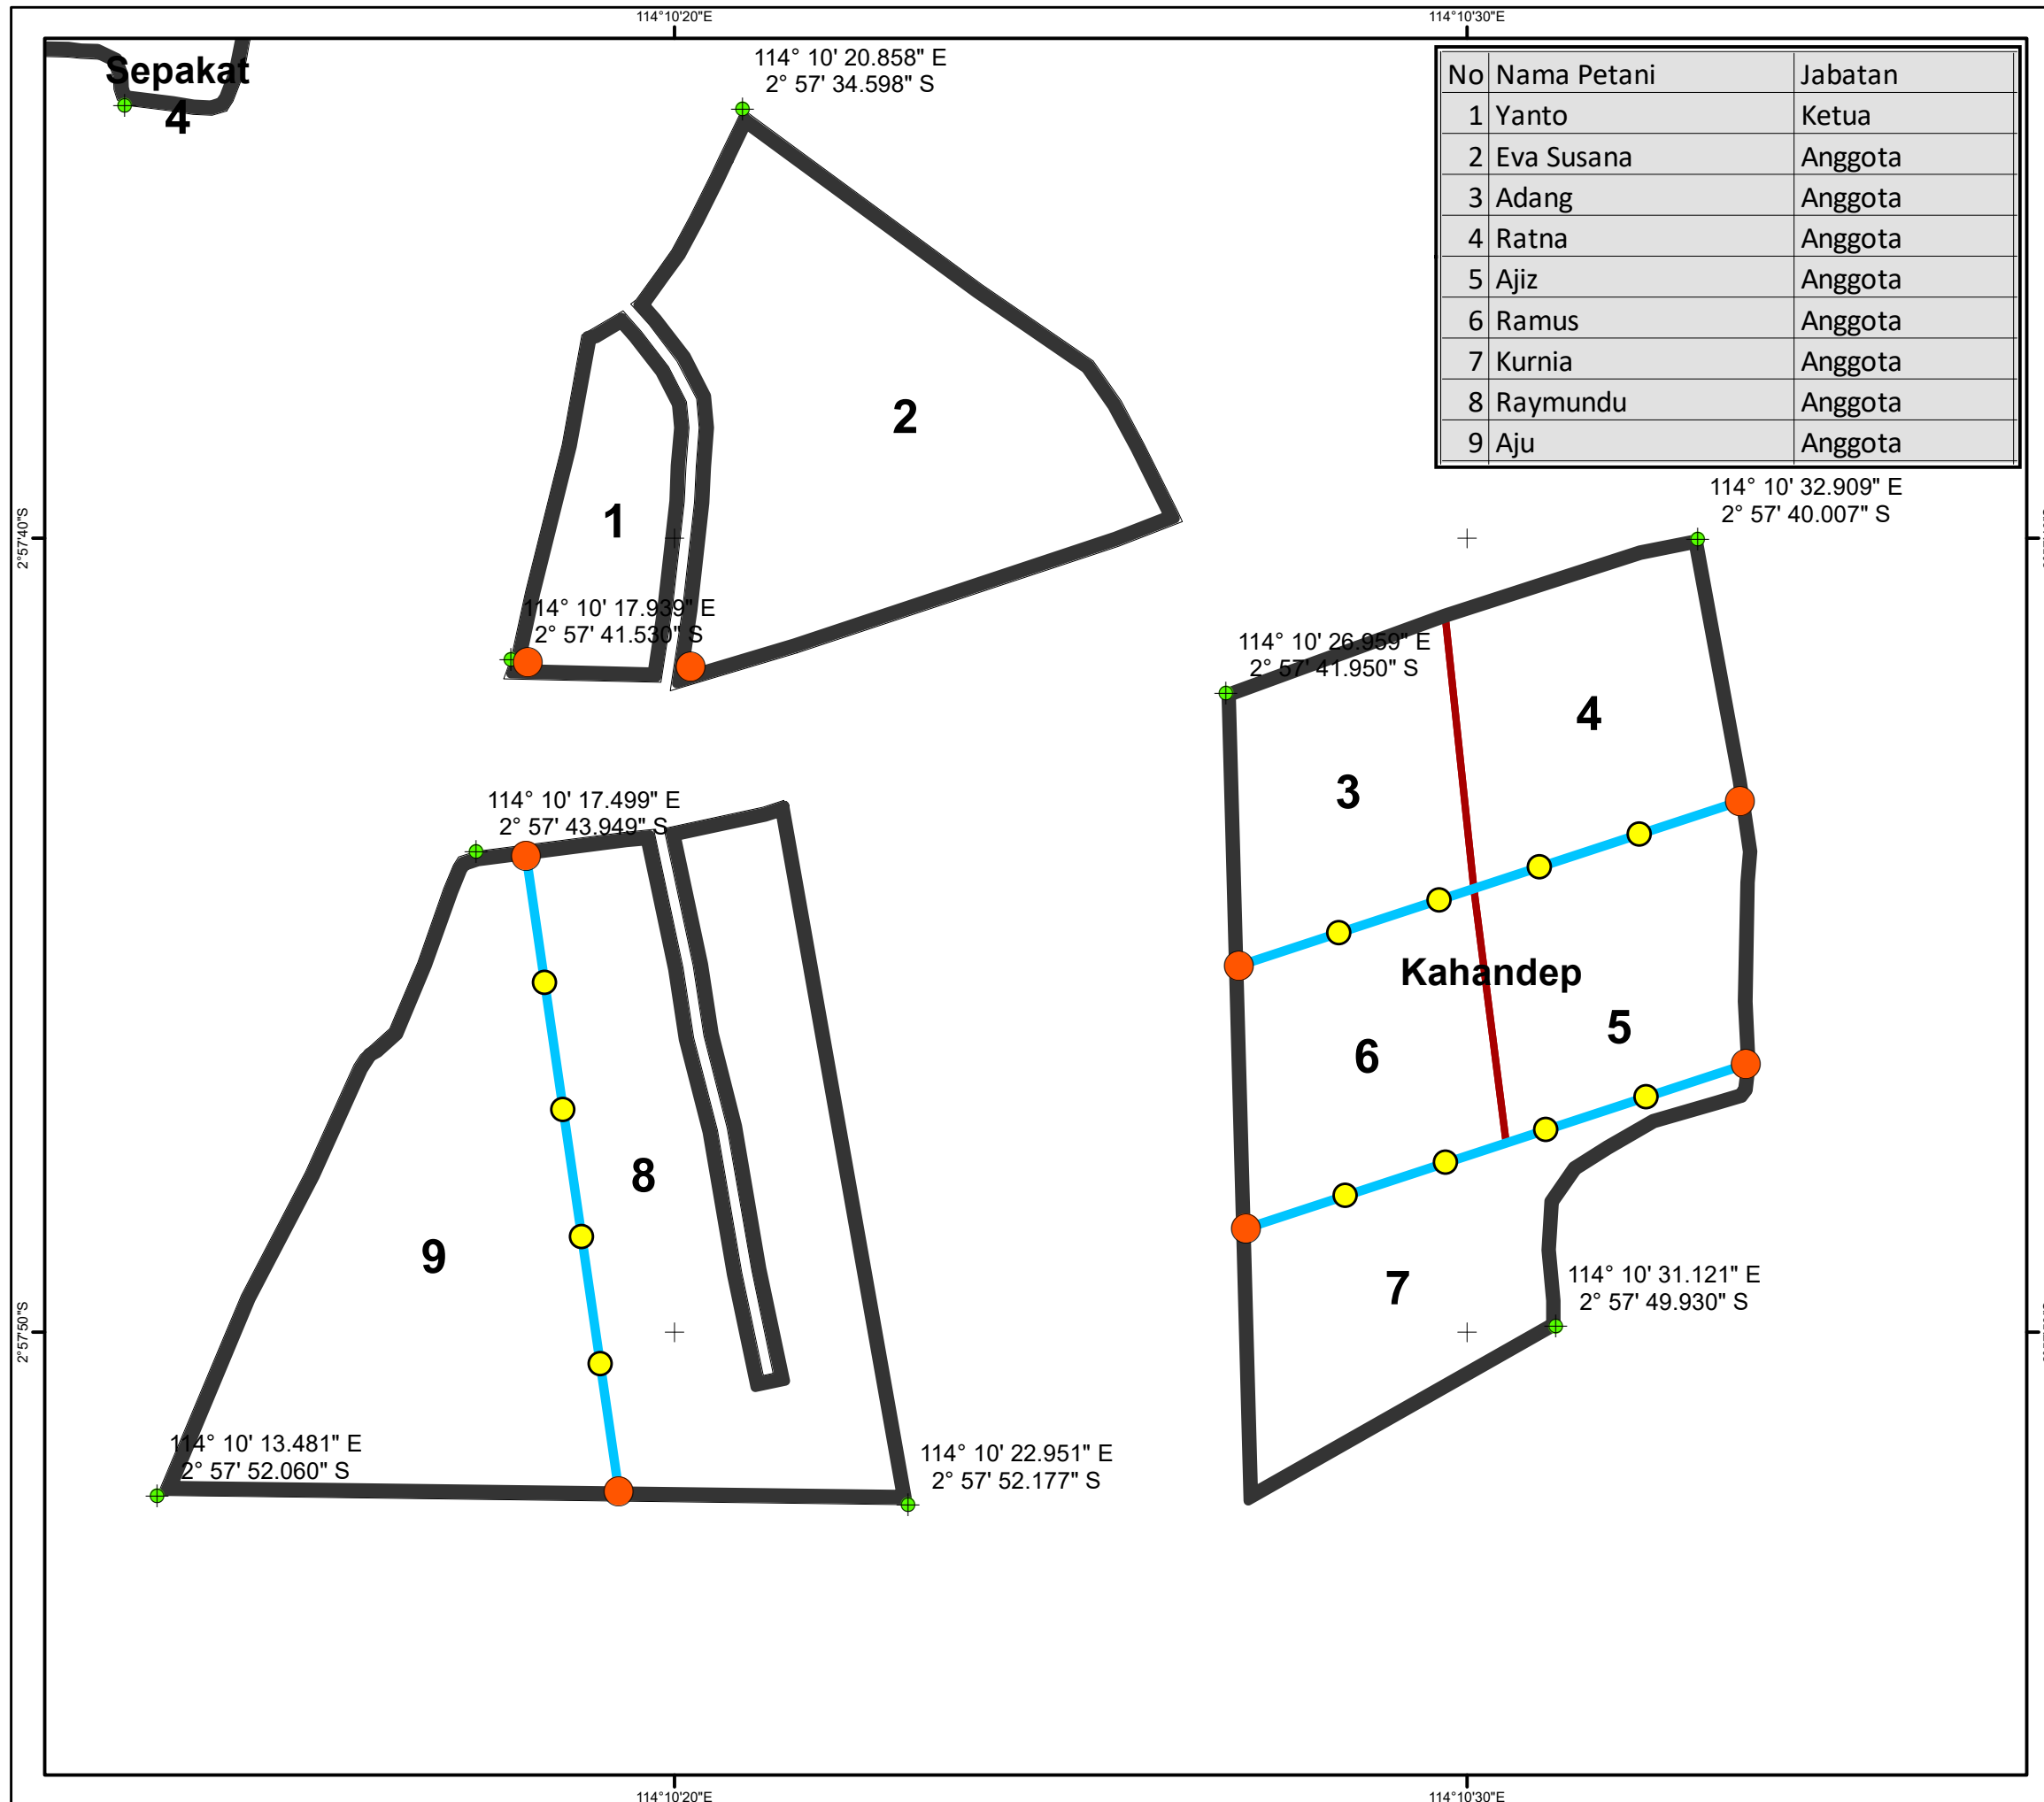 114°10'20"E
114°10'30"E
Sepakat
4
114° 10' 20.858" E
2° 57' 34.598" S
No Nama Petani Jabatan
1 Yanto Ketua
2 Eva Susana Anggota
3 Adang Anggota
4 Ratna Anggota
5 Ajiz Anggota
6 Ramus Anggota
7 Kurnia Anggota
8 Raymundu Anggota
9 Aju Anggota
2
1
114° 10' 32.909" E
2° 57' 40.007" S
2°57'40"S
114° 10' 17.939" E
2° 57' 41.530" S
114° 10' 26.959" E
2° 57' 41.950" S
4
3
114° 10' 17.499" E
2° 57' 43.949" S
Kahandep
5
6
8
9
7
114° 10' 31.121" E
2° 57' 49.930" S
2°57'50"S
114° 10' 13.481" E
2° 57' 52.060" S
114° 10' 22.951" E
2° 57' 52.177" S
114°10'20"E
114°10'30"E